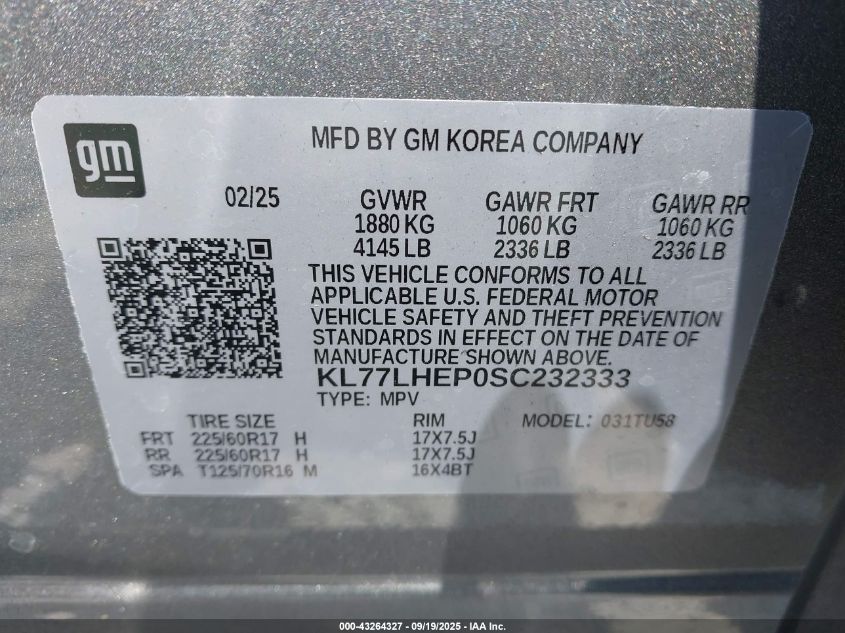 gm
MFD BY GM KOREA COMPANY
02/25 GVWR GAWR FRT GAWR RR
1880 KG 1060 KG 1060 KG
4145 LB 2336 LB 2336 LB
THIS VEHICLE CONFORMS TO ALL
APPLICABLE U.S. FEDERAL MOTOR
VEHICLE SAFETY AND THEFT PREVENTION
STANDARDS IN EFFECT ON THE DATE OF
MANUFACTURE SHOWN ABOVE.
KL77LHEP0SC232333
TYPE: MPV
TIRE SIZE RIM MODEL: 031TU58
FRT 225/60R17 H 17X7.5J
RR 225/60R17 H 17X7.5J
SPA T125/70R16 M 16X4BT
000-43264327 - 09/19/2025 - IAA Inc.